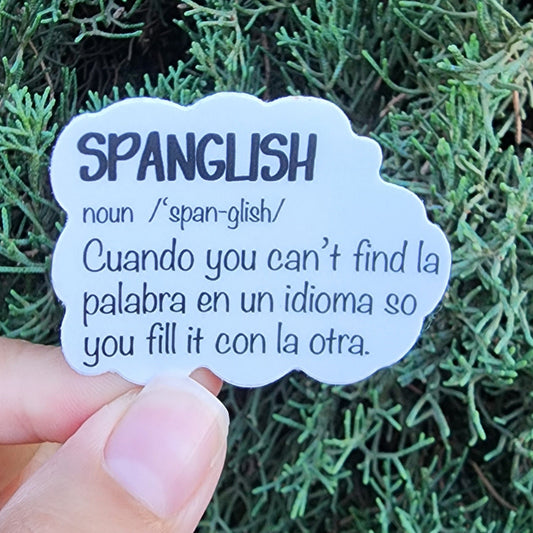 SPANGLISH
noun /‘span-glish/
Cuando you can’t find la
palabra en un idioma so
you fill it con la otra.